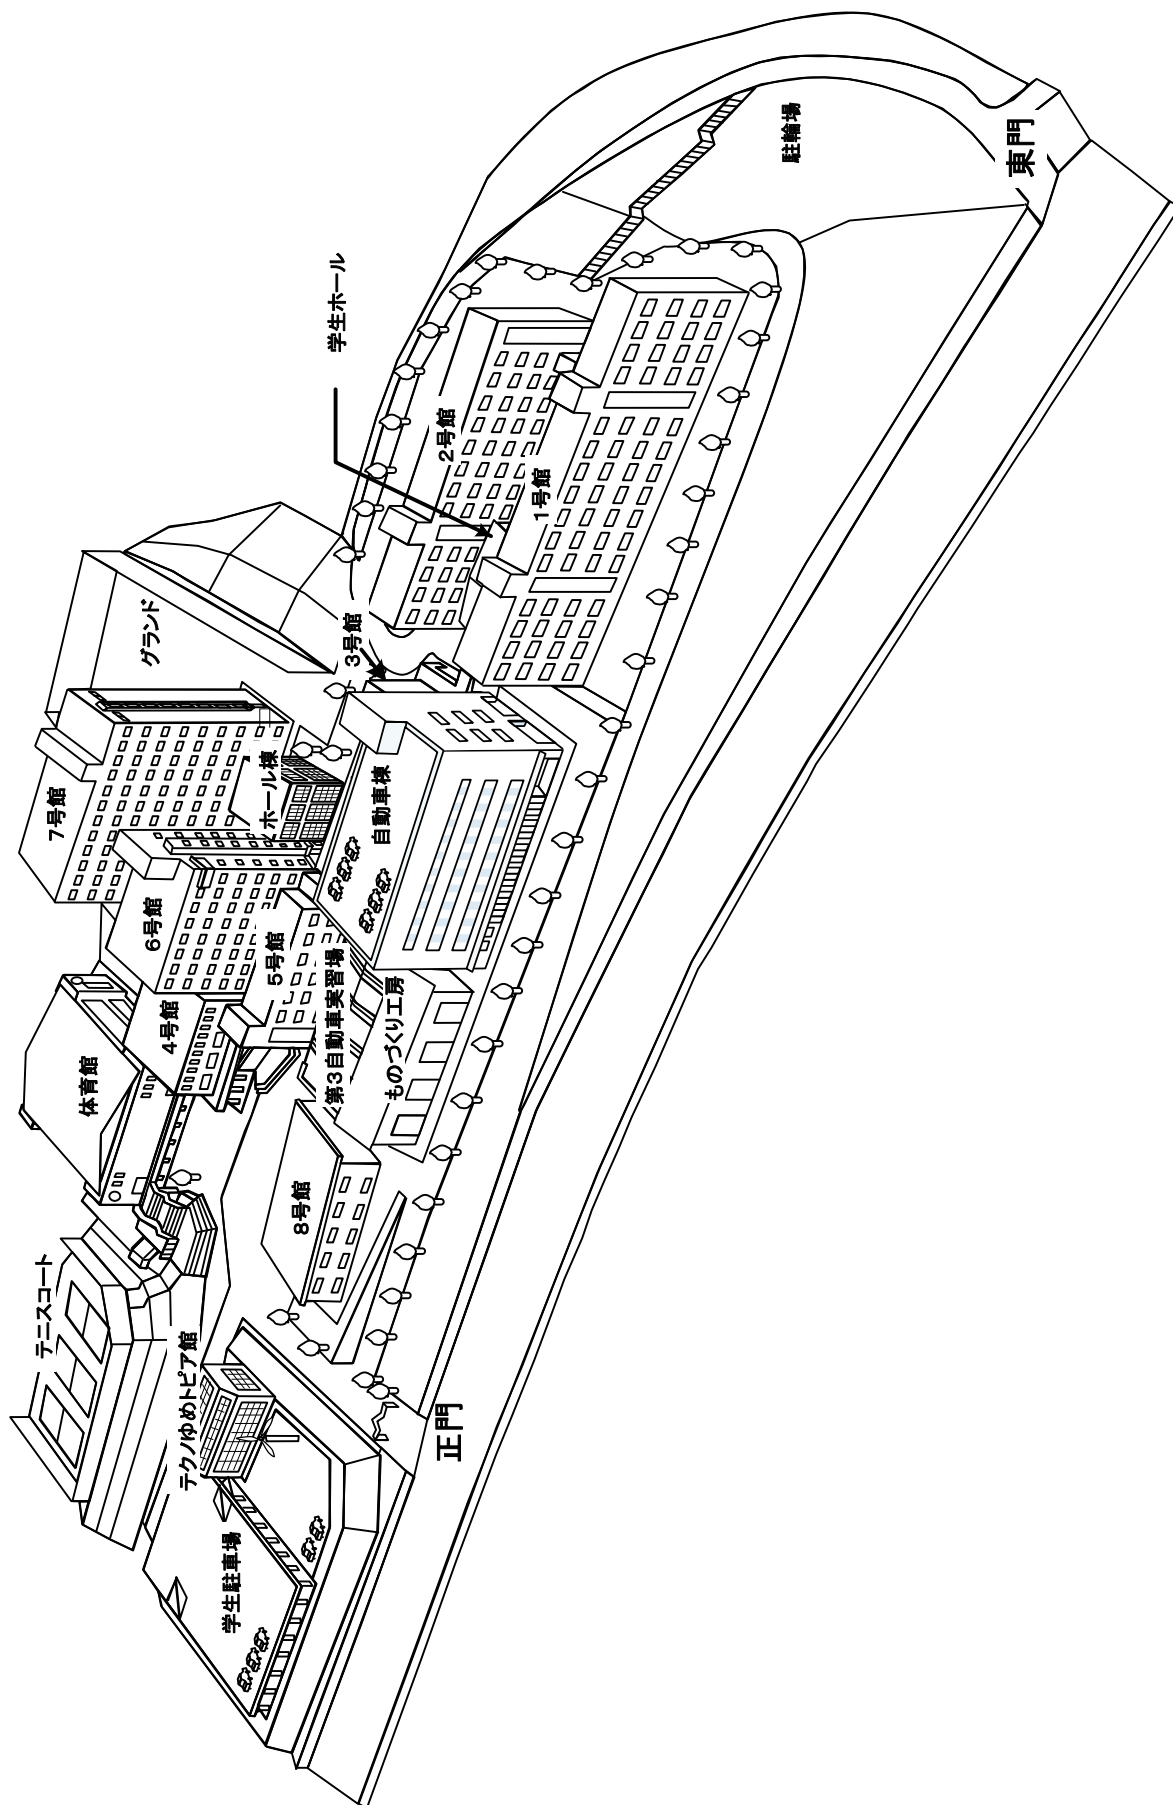 テニスコート
体育館
7号館
グランド
学生ホール
駐輪場
東門
テクノゆめトピア館
4号館
6号館
ホール棟
3号館
2号館
1号館
学生駐車場
8号館
第3自動車実習場
5号館
自動車棟
ものづくり工房
正門